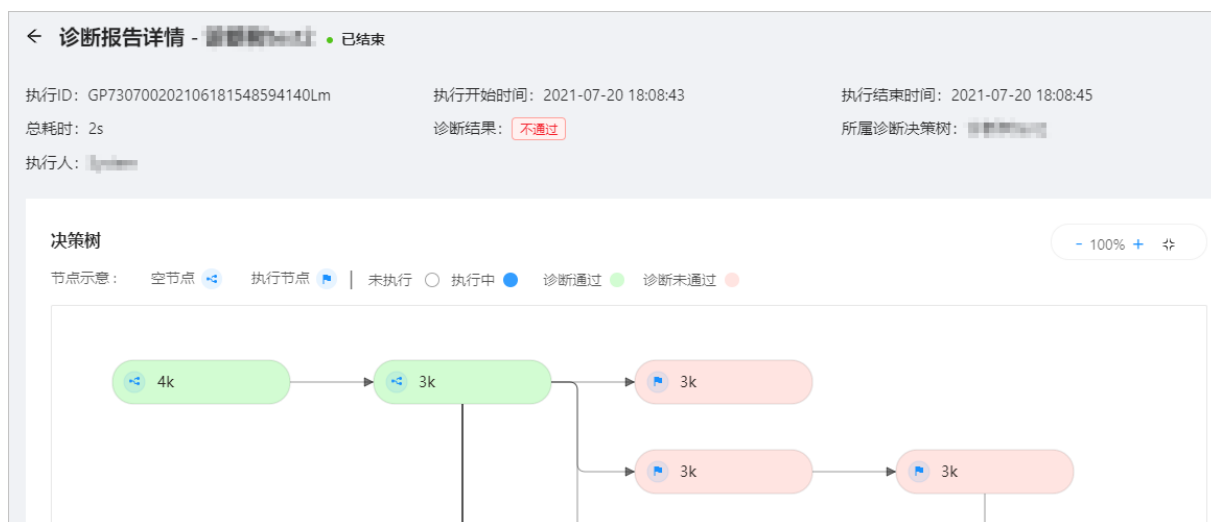 诊断报告详情 - 已结束
执行ID：GP730700202106181548594140Lm 执行开始时间：2021-07-20 18:08:43 执行结束时间：2021-07-20 18:08:45
总耗时：2s 诊断结果： 不通过 所属诊断决策树：
执行人：
决策树
- 100% +
节点示意： 空节点 执行节点 | 未执行 执行中 诊断通过 诊断未通过
4k 3k 3k
3k 3k